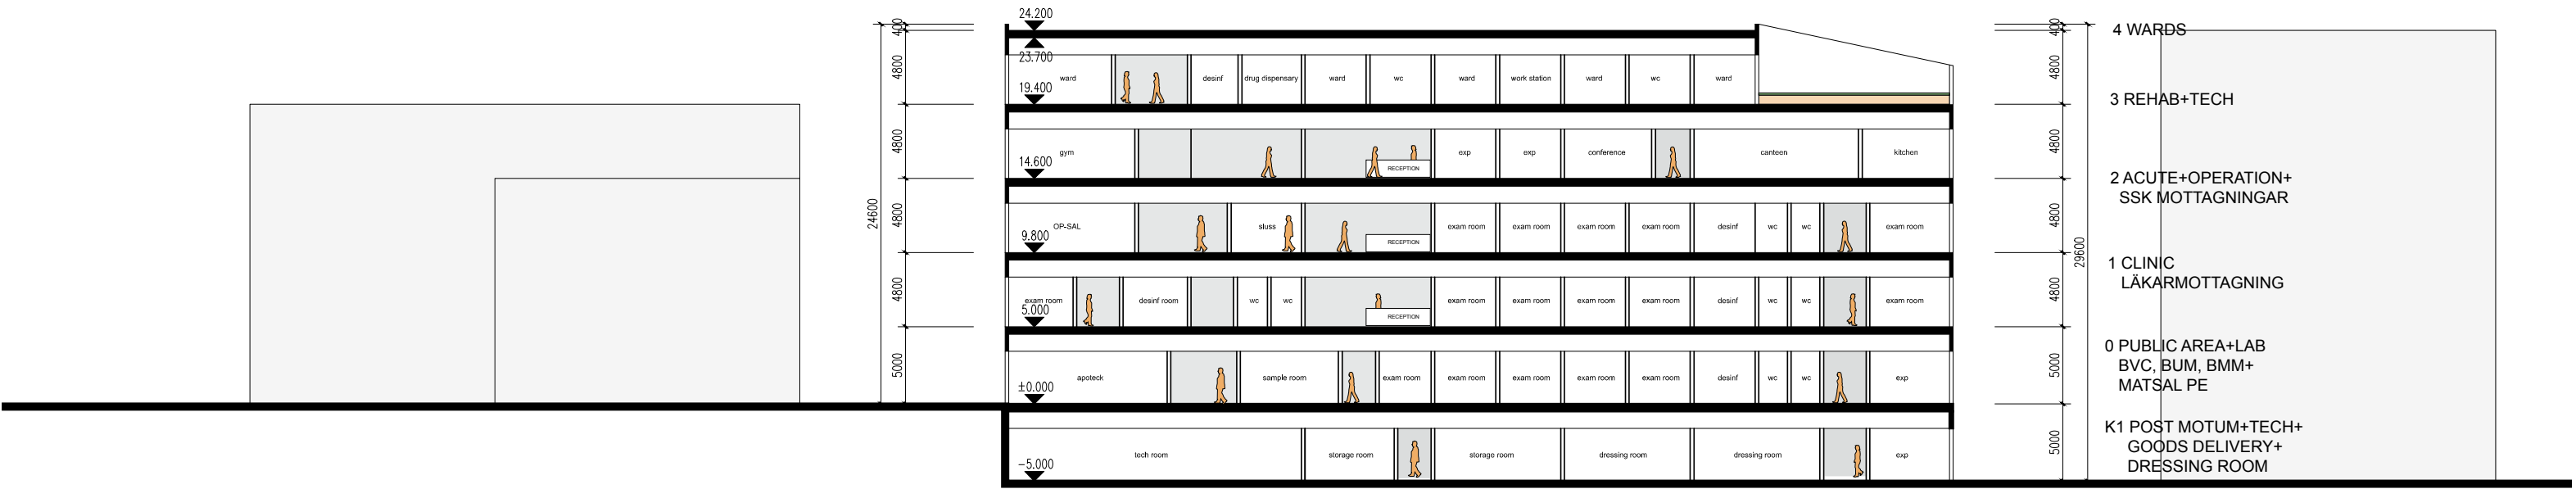 24.200
400
400
4 WARDS
23.700
4800
ward
desinf
drug dispensary
ward
wc
ward
work station
ward
wc
ward
4800
19.400
3 REHAB+TECH
4800
gym
exp
exp
conference
canteen
kitchen
4800
14.600
RECEPTION
2 ACUTE+OPERATION+
SSK MOTTAGNINGAR
24600
4800
OP-SAL
sluss
exam room
exam room
exam room
exam room
desinf
wc
wc
exam room
4800
9.800
RECEPTION
29600
1 CLINIC
LÄKARMOTTAGNING
4800
exam room
desinf room
wc
wc
exam room
exam room
exam room
exam room
desinf
wc
wc
exam room
4800
5.000
RECEPTION
0 PUBLIC AREA+LAB
BVC, BUM, BMM+
MATSAL PE
5000
apoteck
sample room
exam room
exam room
exam room
exam room
exam room
desinf
wc
wc
exp
5000
±0.000
K1 POST MOTUM+TECH+
GOODS DELIVERY+
DRESSING ROOM
tech room
storage room
storage room
dressing room
dressing room
exp
5000
−5.000